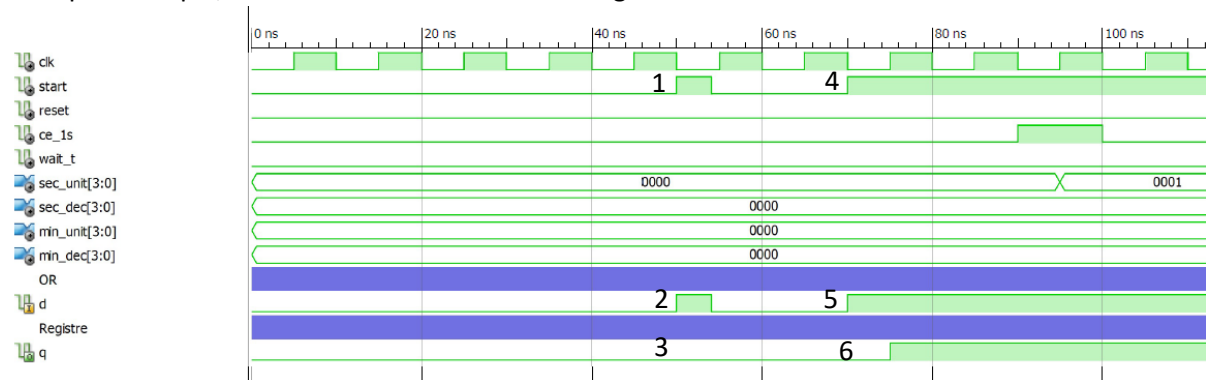 0 ns 20 ns 40 ns 60 ns 80 ns 100 ns
clk
start 1 4
reset
ce_1s
wait_t
sec_unit[3:0] 0000 0001
sec_dec[3:0] 0000
min_unit[3:0] 0000
min_dec[3:0] 0000
OR
d 2 5
Registre
q 3 6